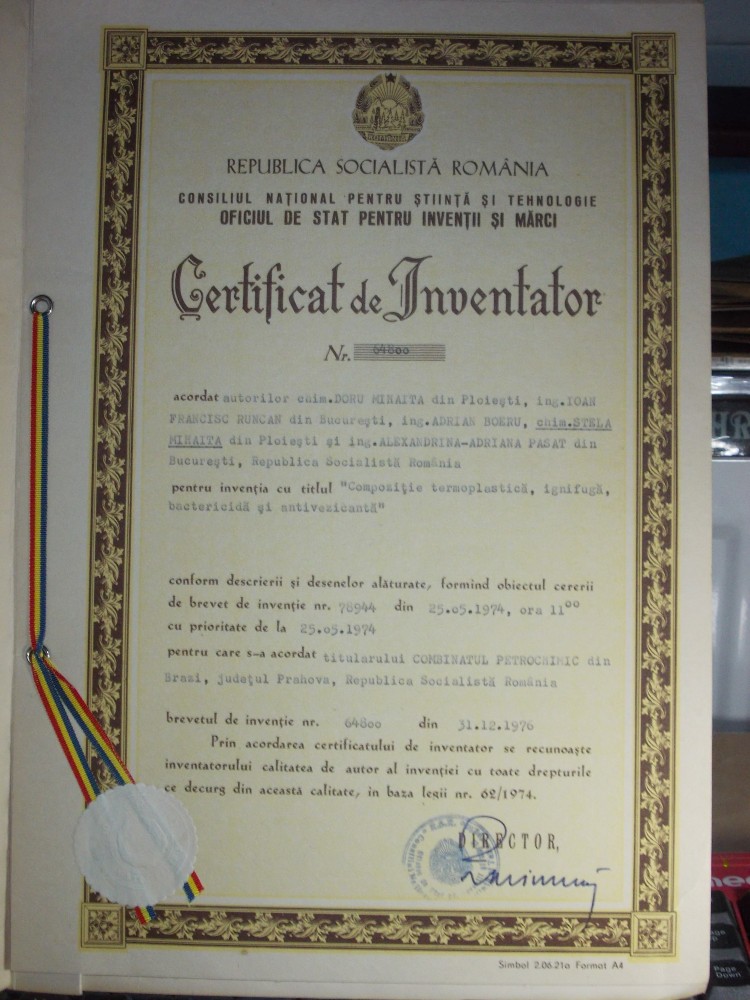 REPUBLICA SOCIALISTĂ ROMÂNIA
CONSILIUL NAȚIONAL PENTRU ȘTIINȚĂ ȘI TEHNOLOGIE
OFICIUL DE STAT PENTRU INVENȚII ȘI MĂRCI
Certificat de Inventator
Nr. 64800
acordat autorilor chim.DORU MIHAITA din Ploiești, ing.IOAN
FRANCISC RUNCAN din București, ing.ADRIAN BOERU, chim.STELA
MIHAITA din Ploiești și ing.ALEXANDRINA-ADRIANA PASAT din
București, Republica Socialistă România
pentru invenția cu titlul "Compoziție termoplastică, ignifugă,
bactericidă și antivezicantă"
conform descrierii și desenelor alăturate, formind obiectul cererii
de brevet de invenție nr. 78944 din 25.05.1974, ora 11⁰⁰
cu prioritate de la 25.05.1974
pentru care s-a acordat titularului COMBINATUL PETROCHIMIC din
Brazi, județul Prahova, Republica Socialistă România
brevetul de invenție nr. 64800 din 31.12.1976
Prin acordarea certificatului de inventator se recunoaște
inventatorului calitatea de autor al invenției cu toate drepturile
ce decurg din această calitate, in baza legii nr. 62/1974.
DIRECTOR,
Simbol 2.06.21a Format A4
Page
Down